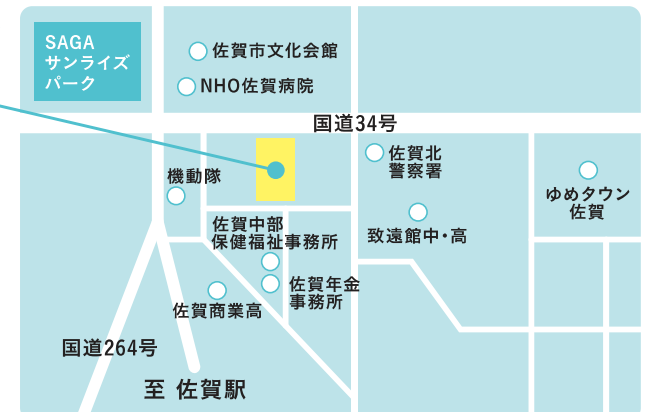 SAGA
サンライズ
パーク
佐賀市文化会館
NHO佐賀病院
国道34号
機動隊
佐賀北
警察署
ゆめタウン
佐賀
佐賀中部
保健福祉事務所
致遠館中・高
佐賀年金
事務所
佐賀商業高
国道264号
至 佐賀駅